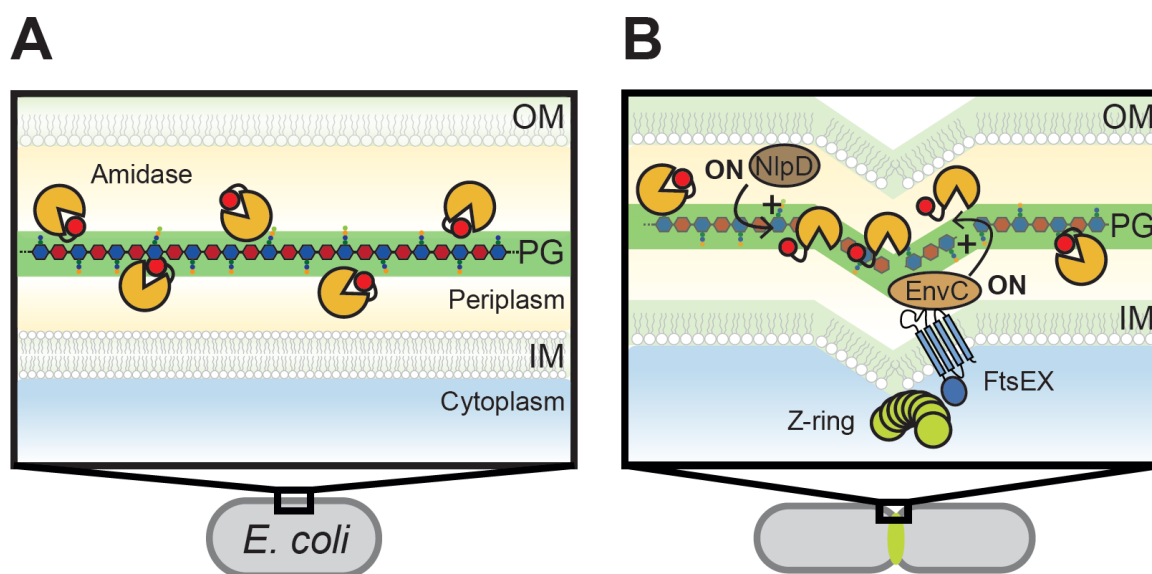 A
OM
Amidase
PG
Periplasm
IM
Cytoplasm
E. coli
B
OM
ON NlpD
+
+
PG
EnvC ON
IM
FtsEX
Z-ring